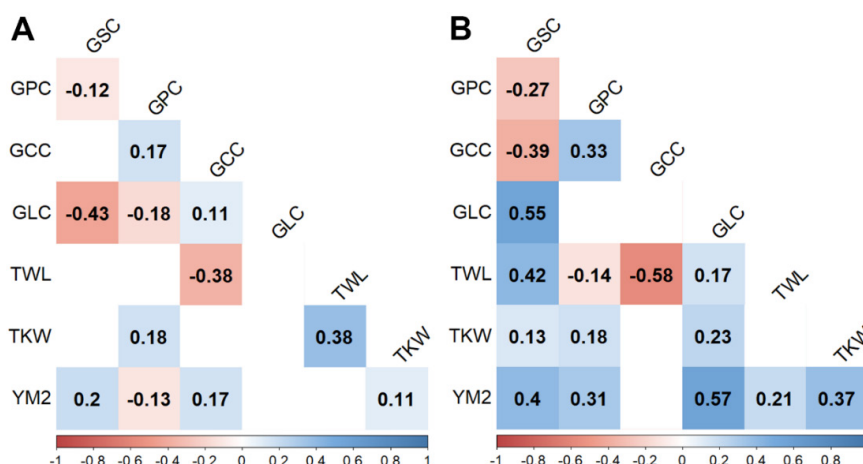 A
GSC
GPC -0.12 GPC
GCC 0.17 GCC
GLC -0.43 -0.18 0.11 GLC
TWL -0.38 TWL
TKW 0.18 0.38 TKW
YM2 0.2 -0.13 0.17 0.11
-1 -0.8 -0.6 -0.4 -0.2 0 0.2 0.4 0.6 0.8 1
B
GSC
GPC -0.27 GPC
GCC -0.39 0.33 GCC
GLC 0.55 GLC
TWL 0.42 -0.14 -0.58 0.17 TWL
TKW 0.13 0.18 0.23 TKW
YM2 0.4 0.31 0.57 0.21 0.37
-1 -0.8 -0.6 -0.4 -0.2 0 0.2 0.4 0.6 0.8